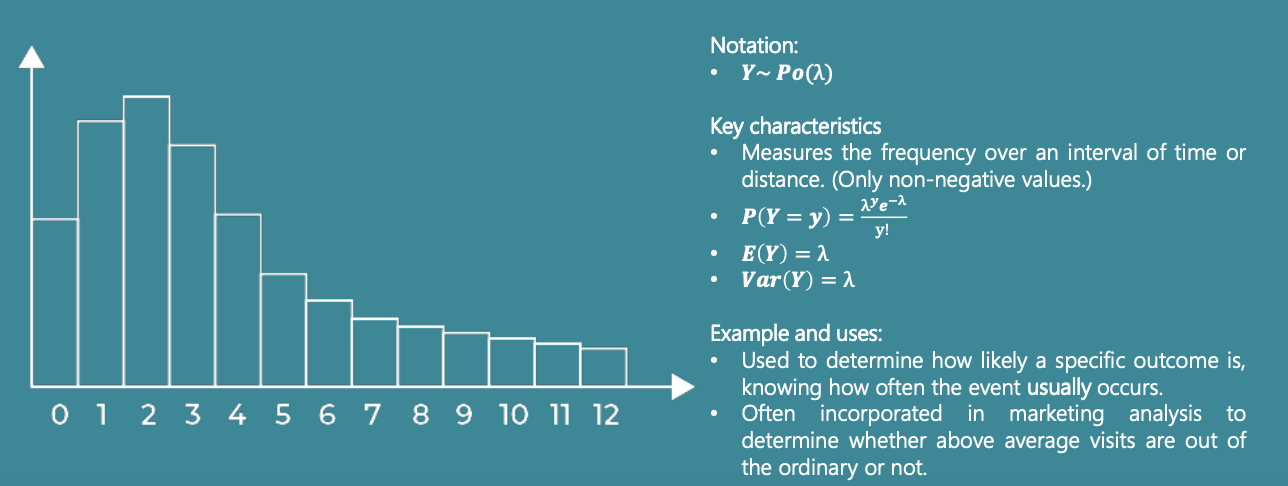 Notation:
• Y~ Po(λ)
Key characteristics
• Measures the frequency over an interval of time or
distance. (Only non-negative values.)
• P(Y = y) = λʸe⁻λ / y!
• E(Y) = λ
• Var(Y) = λ
Example and uses:
• Used to determine how likely a specific outcome is,
knowing how often the event usually occurs.
• Often incorporated in marketing analysis to
determine whether above average visits are out of
the ordinary or not.
0 1 2 3 4 5 6 7 8 9 10 11 12